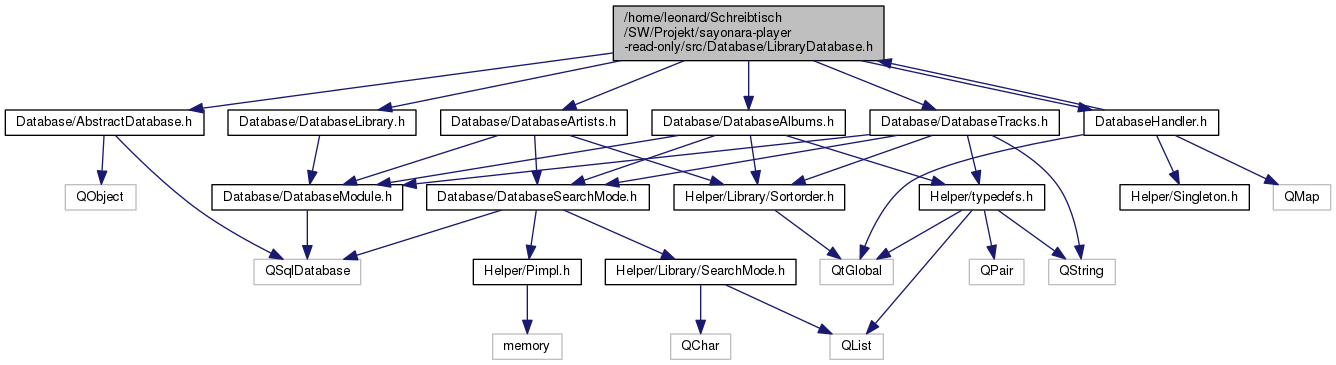 /home/leonard/Schreibtisch
/SW/Projekt/sayonara-player
-read-only/src/Database/LibraryDatabase.h
Database/AbstractDatabase.h
Database/DatabaseLibrary.h
Database/DatabaseArtists.h
Database/DatabaseAlbums.h
Database/DatabaseTracks.h
DatabaseHandler.h
QObject
Database/DatabaseModule.h
Database/DatabaseSearchMode.h
Helper/Library/Sortorder.h
Helper/typedefs.h
Helper/Singleton.h
QMap
QSqlDatabase
Helper/Pimpl.h
Helper/Library/SearchMode.h
QtGlobal
QPair
QString
memory
QChar
QList